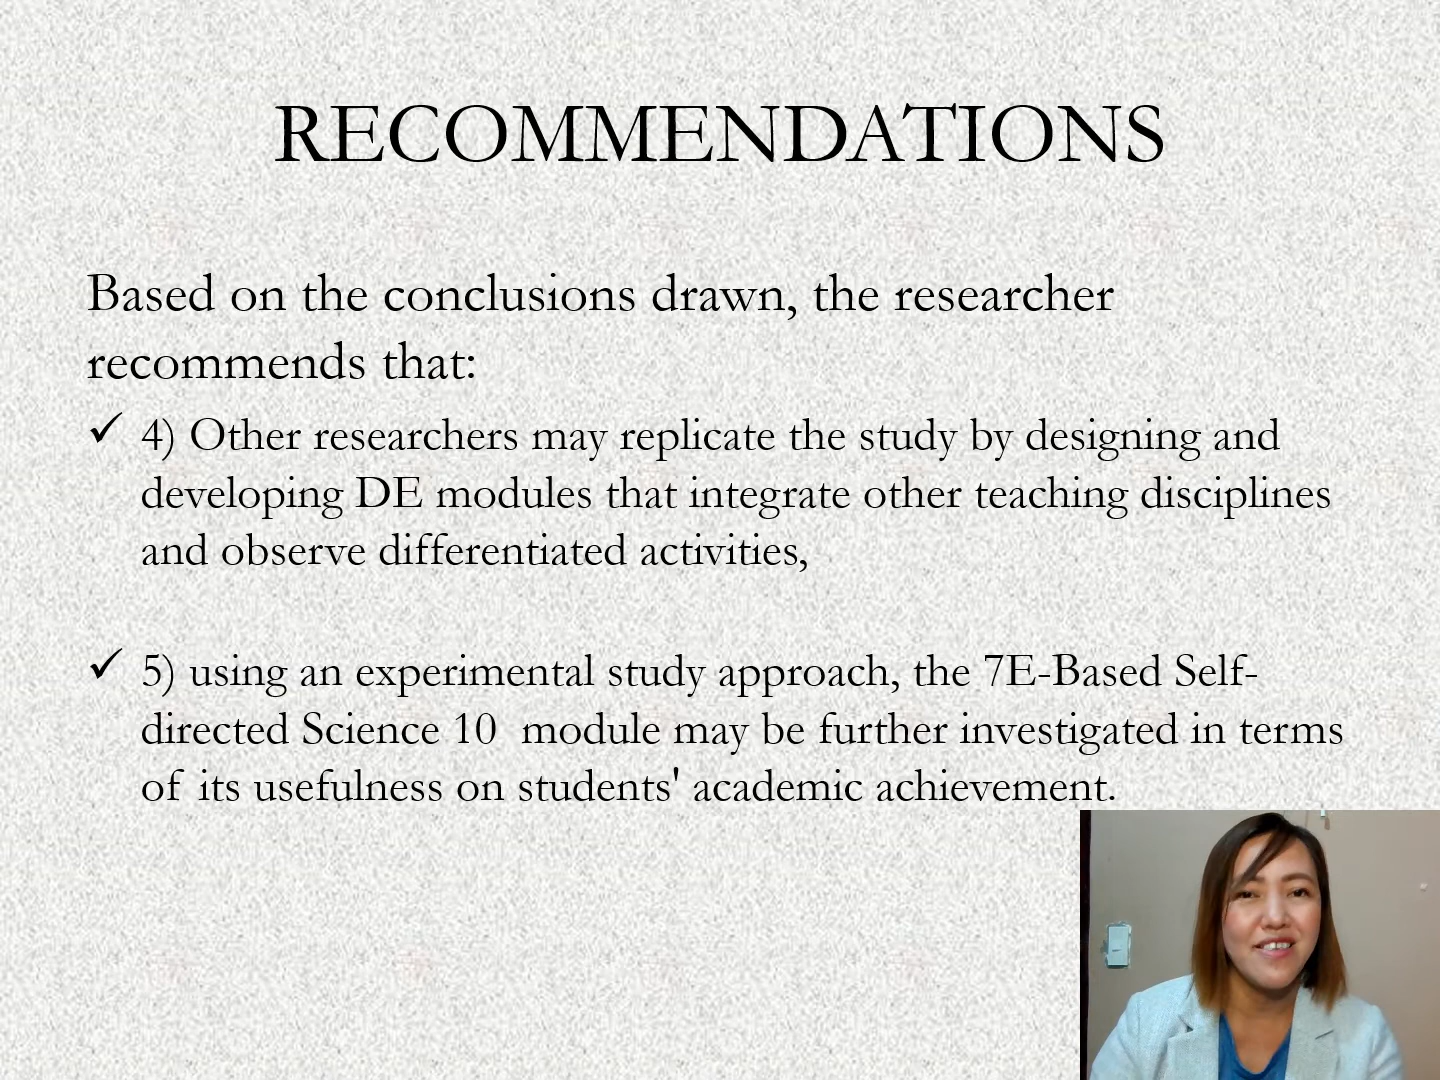 RECOMMENDATIONS
Based on the conclusions drawn, the researcher
recommends that:
✓ 4) Other researchers may replicate the study by designing and
developing DE modules that integrate other teaching disciplines
and observe differentiated activities,
✓ 5) using an experimental study approach, the 7E-Based Self-
directed Science 10  module may be further investigated in terms
of its usefulness on students' academic achievement.